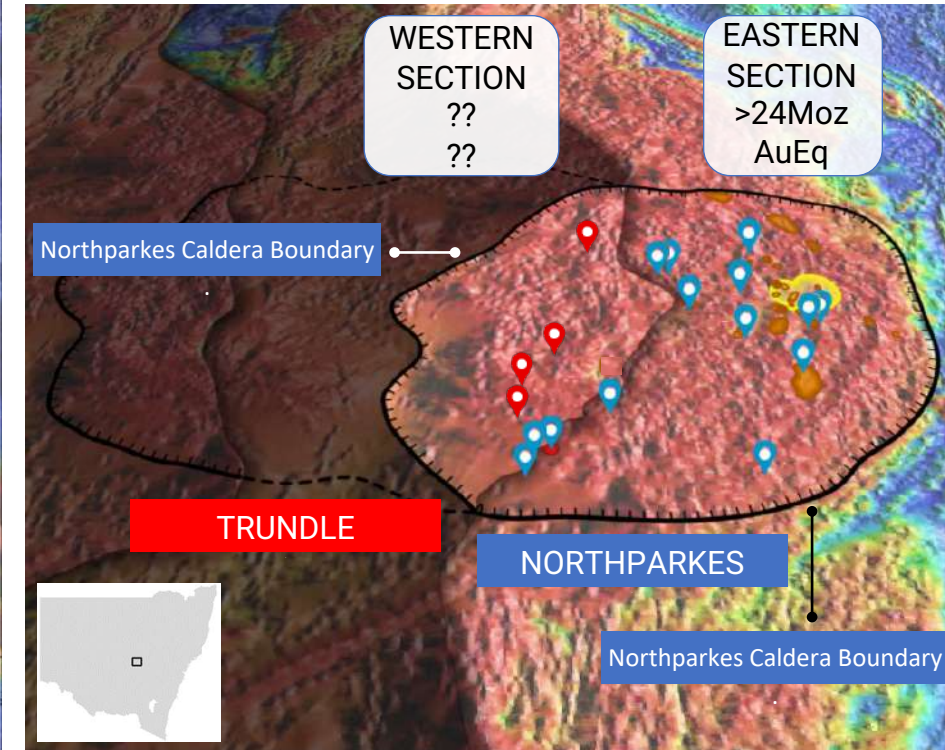 WESTERN
SECTION
??
??
EASTERN
SECTION
>24Moz
AuEq
Northparkes Caldera Boundary
TRUNDLE
NORTHPARKES
Northparkes Caldera Boundary